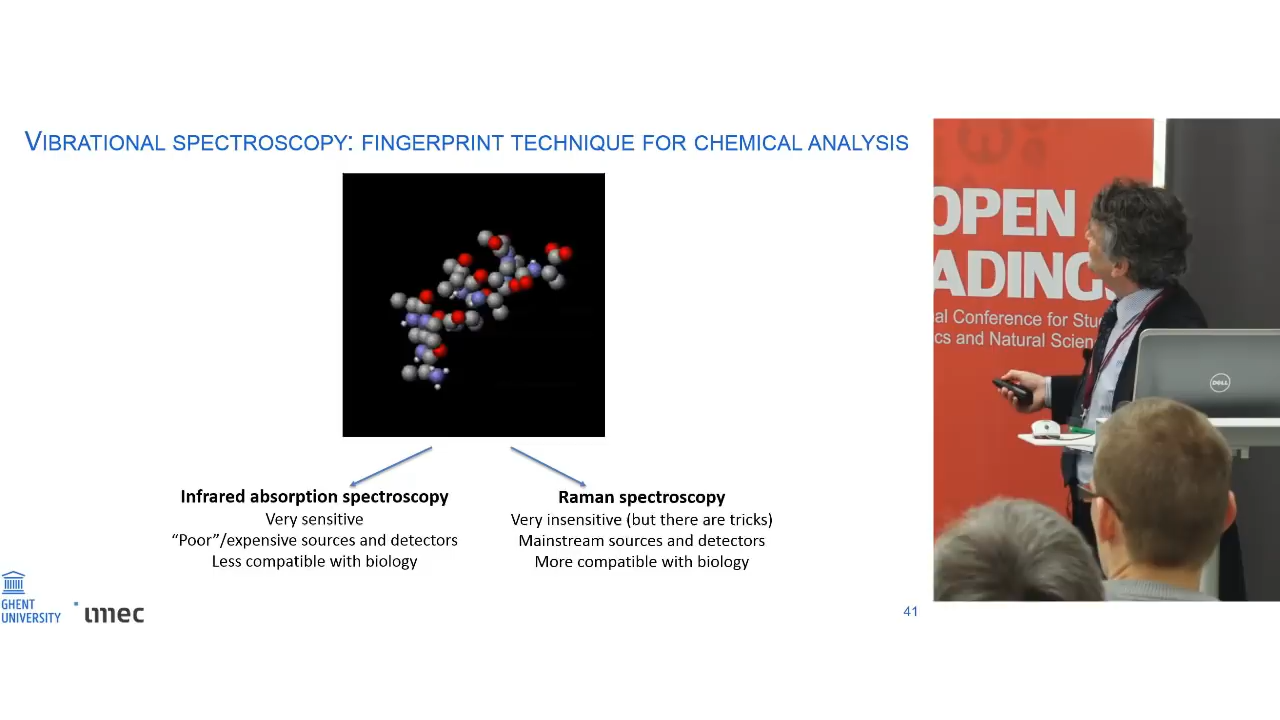 VIBRATIONAL SPECTROSCOPY: FINGERPRINT TECHNIQUE FOR CHEMICAL ANALYSIS
Infrared absorption spectroscopy
Very sensitive
“Poor”/expensive sources and detectors
Less compatible with biology
Raman spectroscopy
Very insensitive (but there are tricks)
Mainstream sources and detectors
More compatible with biology
GHENT
UNIVERSITY
imec
41
OPEN
ADINGS
al Conference for Stu
cs and Natural Scien
DELL